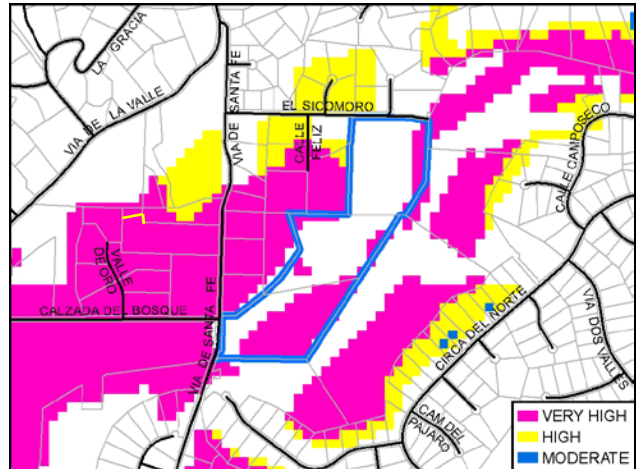 LA GRACIA
VIA DE LA VALLE
VIA DE SANTA FE
EL SICOMORO
CALLE
FELIZ
CALLE CAMPOSECO
VALLE
DE ORO
CALZADA DEL BOSQUE
VIA DE SANTA FE
CIRCA DEL NORTE
VIA DOS VALLES
CAM DEL
PAJARO
VERY HIGH
HIGH
MODERATE